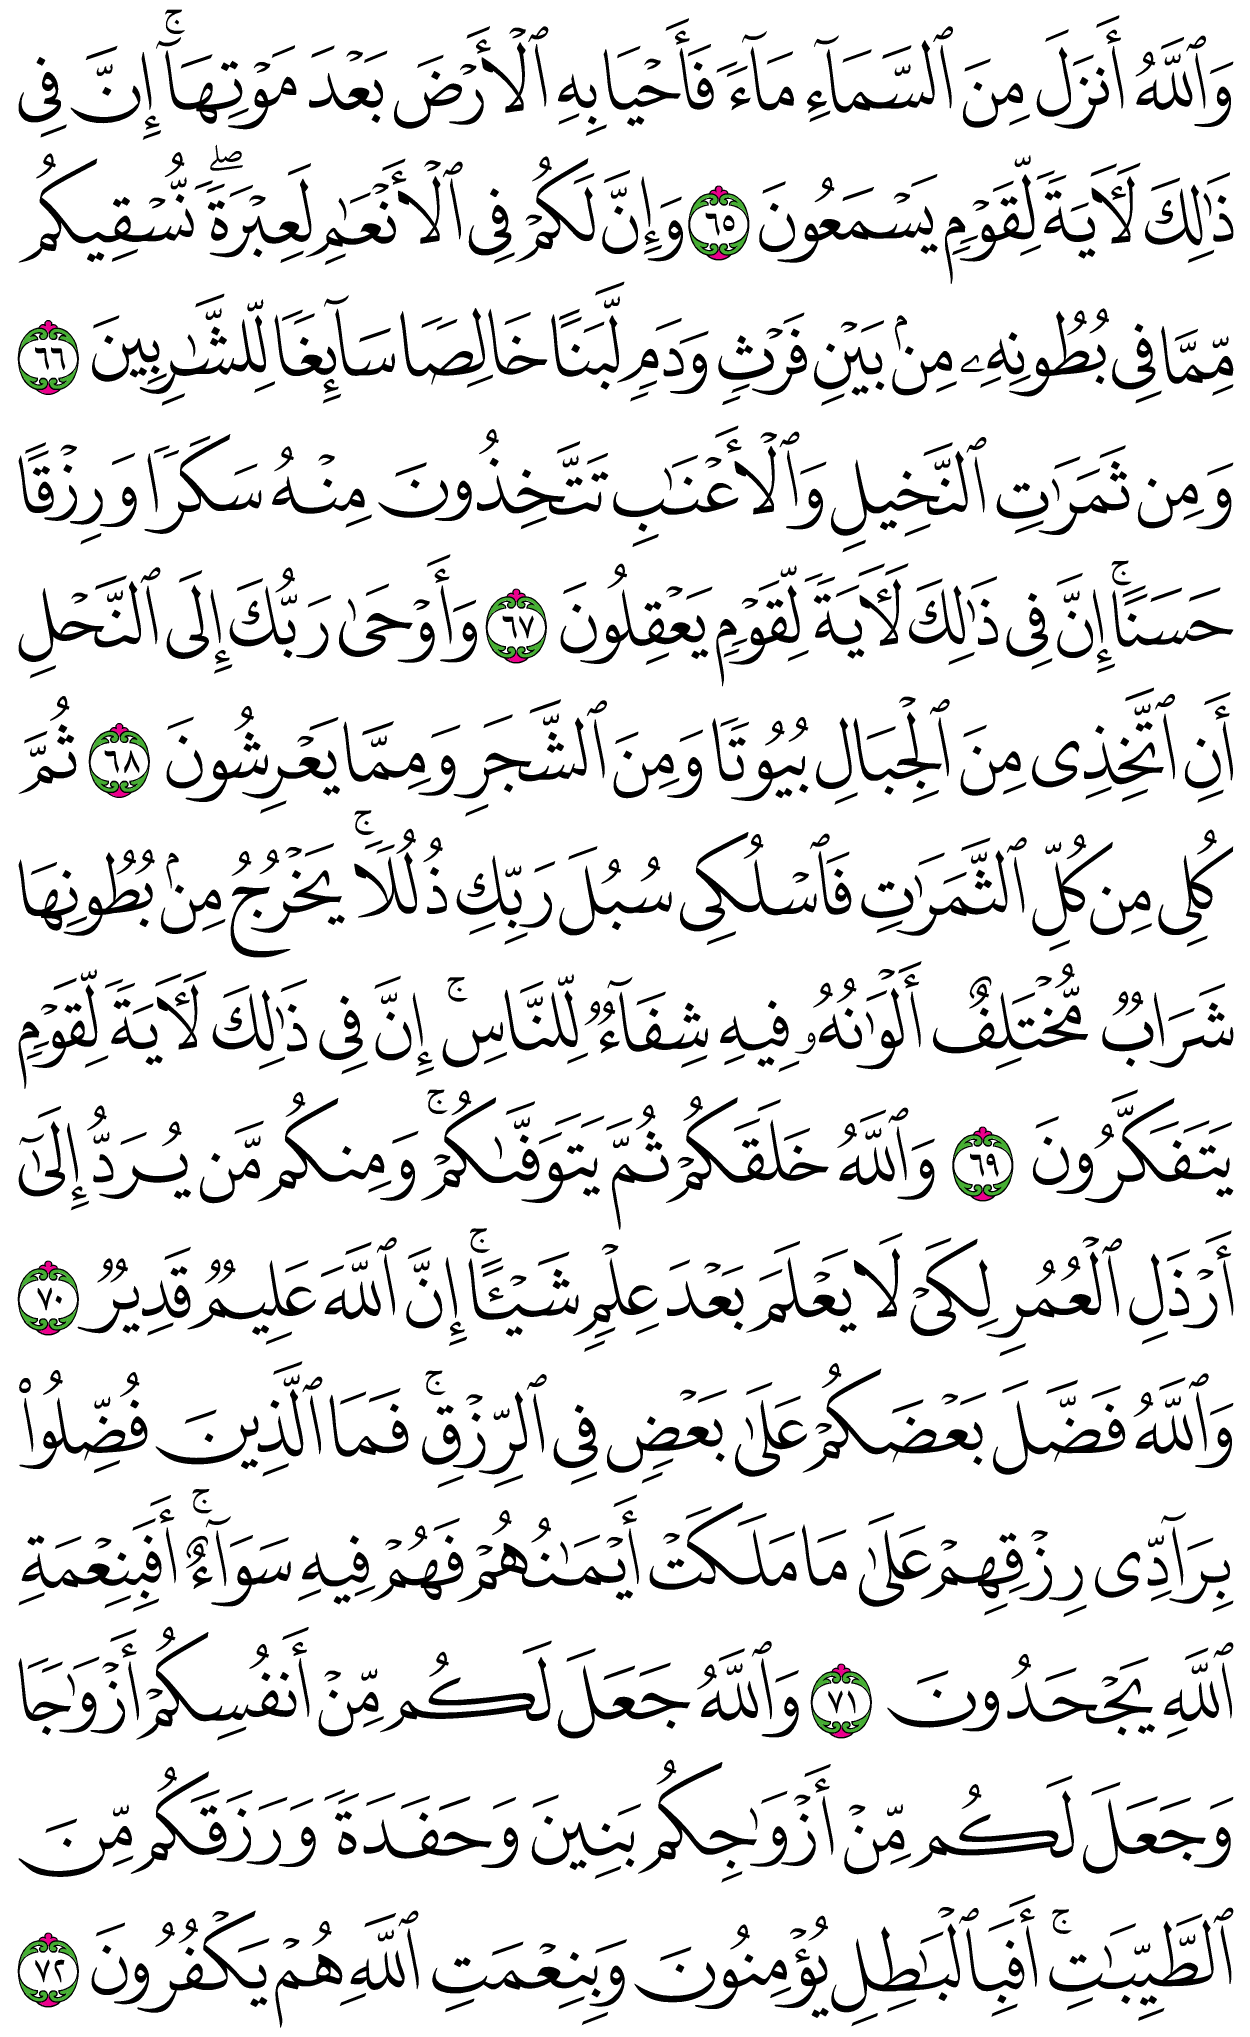 وَٱللَّهُ أَنزَلَ مِنَ ٱلسَّمَآءِ مَآءً فَأَحْيَا بِهِ ٱلْأَرْضَ بَعْدَ مَوْتِهَآ ۚ إِنَّ فِى
ذَٰلِكَ لَـَٔايَةً لِّقَوْمٍ يَسْمَعُونَ ٦٥ وَإِنَّ لَكُمْ فِى ٱلْأَنْعَـٰمِ لَعِبْرَةً ۖ نُّسْقِيكُم
مِّمَّا فِى بُطُونِهِۦ مِنۢ بَيْنِ فَرْثٍ وَدَمٍ لَّبَنًا خَالِصًا سَآئِغًا لِّلشَّـٰرِبِينَ ٦٦
وَمِن ثَمَرَٰتِ ٱلنَّخِيلِ وَٱلْأَعْنَـٰبِ تَتَّخِذُونَ مِنْهُ سَكَرًا وَرِزْقًا
حَسَنًا ۚ إِنَّ فِى ذَٰلِكَ لَـَٔايَةً لِّقَوْمٍ يَعْقِلُونَ ٦٧ وَأَوْحَىٰ رَبُّكَ إِلَى ٱلنَّحْلِ
أَنِ ٱتَّخِذِى مِنَ ٱلْجِبَالِ بُيُوتًا وَمِنَ ٱلشَّجَرِ وَمِمَّا يَعْرِشُونَ ٦٨ ثُمَّ
كُلِى مِن كُلِّ ٱلثَّمَرَٰتِ فَٱسْلُكِى سُبُلَ رَبِّكِ ذُلُلًا ۚ يَخْرُجُ مِنۢ بُطُونِهَا
شَرَابٌ مُّخْتَلِفٌ أَلْوَٰنُهُۥ فِيهِ شِفَآءٌ لِّلنَّاسِ ۚ إِنَّ فِى ذَٰلِكَ لَـَٔايَةً لِّقَوْمٍ
يَتَفَكَّرُونَ ٦٩ وَٱللَّهُ خَلَقَكُمْ ثُمَّ يَتَوَفَّىٰكُمْ ۚ وَمِنكُم مَّن يُرَدُّ إِلَىٰٓ
أَرْذَلِ ٱلْعُمُرِ لِكَىْ لَا يَعْلَمَ بَعْدَ عِلْمٍ شَيْـًٔا ۚ إِنَّ ٱللَّهَ عَلِيمٌ قَدِيرٌ ٧٠
وَٱللَّهُ فَضَّلَ بَعْضَكُمْ عَلَىٰ بَعْضٍ فِى ٱلرِّزْقِ ۚ فَمَا ٱلَّذِينَ فُضِّلُوا۟
بِرَآدِّى رِزْقِهِمْ عَلَىٰ مَا مَلَكَتْ أَيْمَـٰنُهُمْ فَهُمْ فِيهِ سَوَآءٌ ۚ أَفَبِنِعْمَةِ
ٱللَّهِ يَجْحَدُونَ ٧١ وَٱللَّهُ جَعَلَ لَكُم مِّنْ أَنفُسِكُمْ أَزْوَٰجًا
وَجَعَلَ لَكُم مِّنْ أَزْوَٰجِكُم بَنِينَ وَحَفَدَةً وَرَزَقَكُم مِّنَ
ٱلطَّيِّبَـٰتِ ۚ أَفَبِٱلْبَـٰطِلِ يُؤْمِنُونَ وَبِنِعْمَتِ ٱللَّهِ هُمْ يَكْفُرُونَ ٧٢